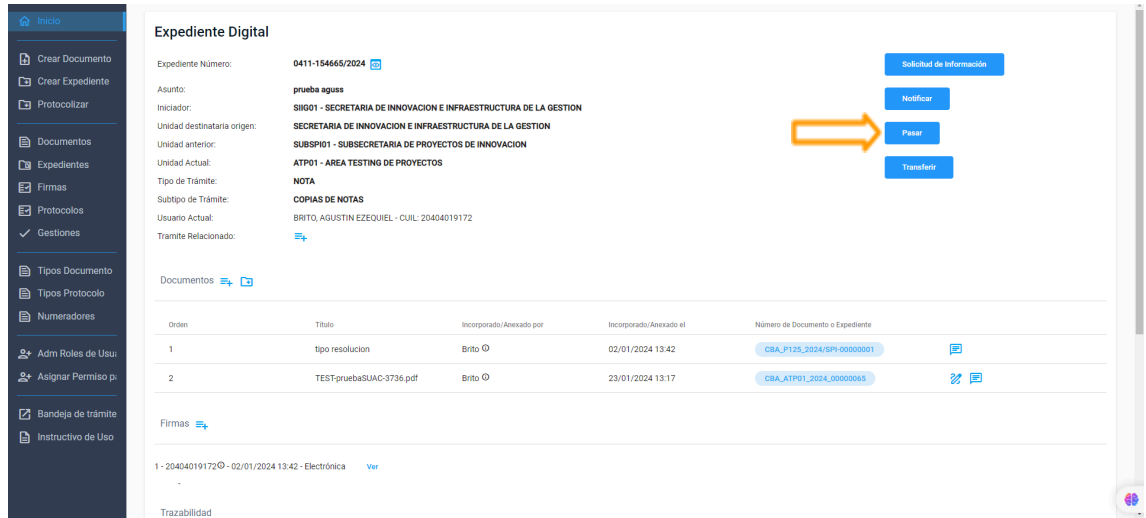 Inicio
Crear Documento
Crear Expediente
Protocolizar
Documentos
Expedientes
Firmas
Protocolos
Gestiones
Tipos Documento
Tipos Protocolo
Numeradores
Adm Roles de Usu
Asignar Permiso pa
Bandeja de trámite
Instructivo de Uso
Expediente Digital
Expediente Número: 0411-154665/2024
Solicitud de Información
Asunto: prueba aguss
Notificar
Iniciador: SIIG01 - SECRETARIA DE INNOVACION E INFRAESTRUCTURA DE LA GESTION
Unidad destinataria origen: SECRETARIA DE INNOVACION E INFRAESTRUCTURA DE LA GESTION
Pasar
Unidad anterior: SUBSPI01 - SUBSECRETARIA DE PROYECTOS DE INNOVACION
Unidad Actual: ATP01 - AREA TESTING DE PROYECTOS
Transferir
Tipo de Trámite: NOTA
Subtipo de Trámite: COPIAS DE NOTAS
Usuario Actual: BRITO, AGUSTIN EZEQUIEL - CUIL: 20404019172
Tramite Relacionado:
Documentos
Orden Título Incorporado/Anexado por Incorporado/Anexado el Número de Documento o Expediente
1 tipo resolucion Brito 02/01/2024 13:42 CBA_P125_2024/SPI-00000001
2 TEST-pruebaSUAC-3736.pdf Brito 23/01/2024 13:17 CBA_ATP01_2024_00000065
Firmas
1 - 20404019172 - 02/01/2024 13:42 - Electrónica Ver
-
Trazabilidad